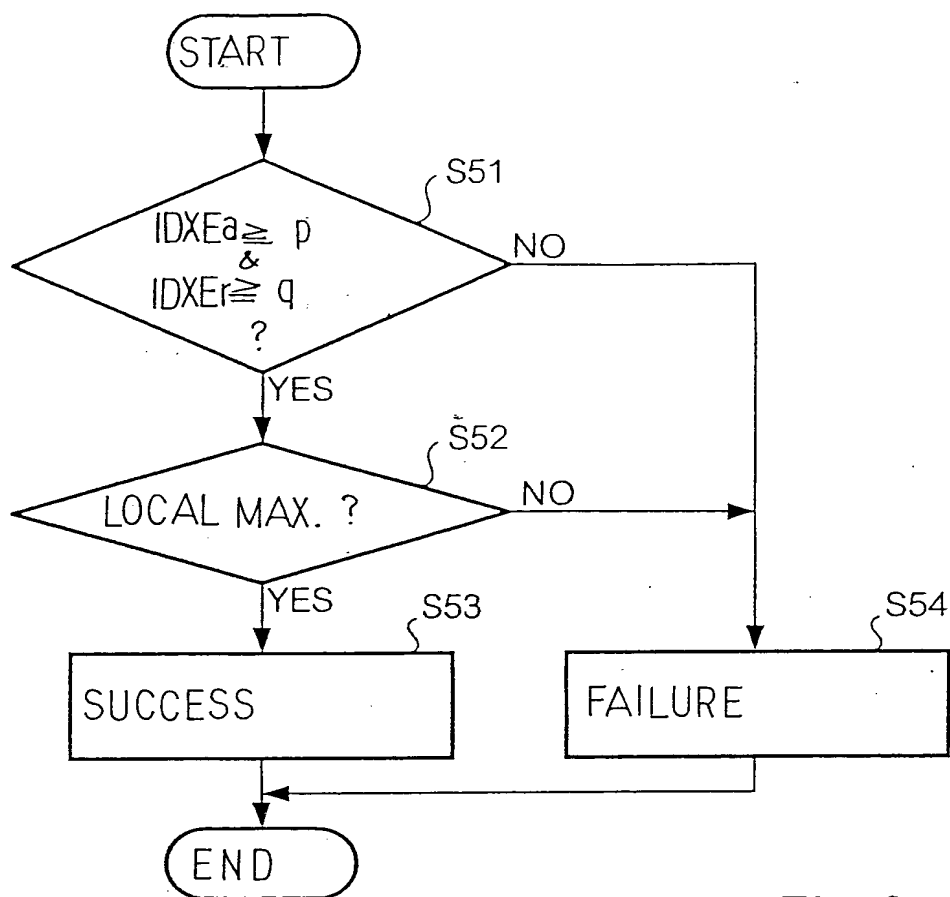 START
S51
IDXEa≧ p
&
IDXEr≧ q
?
NO
YES
S52
LOCAL MAX. ?
NO
YES
S53
S54
SUCCESS
FAILURE
END